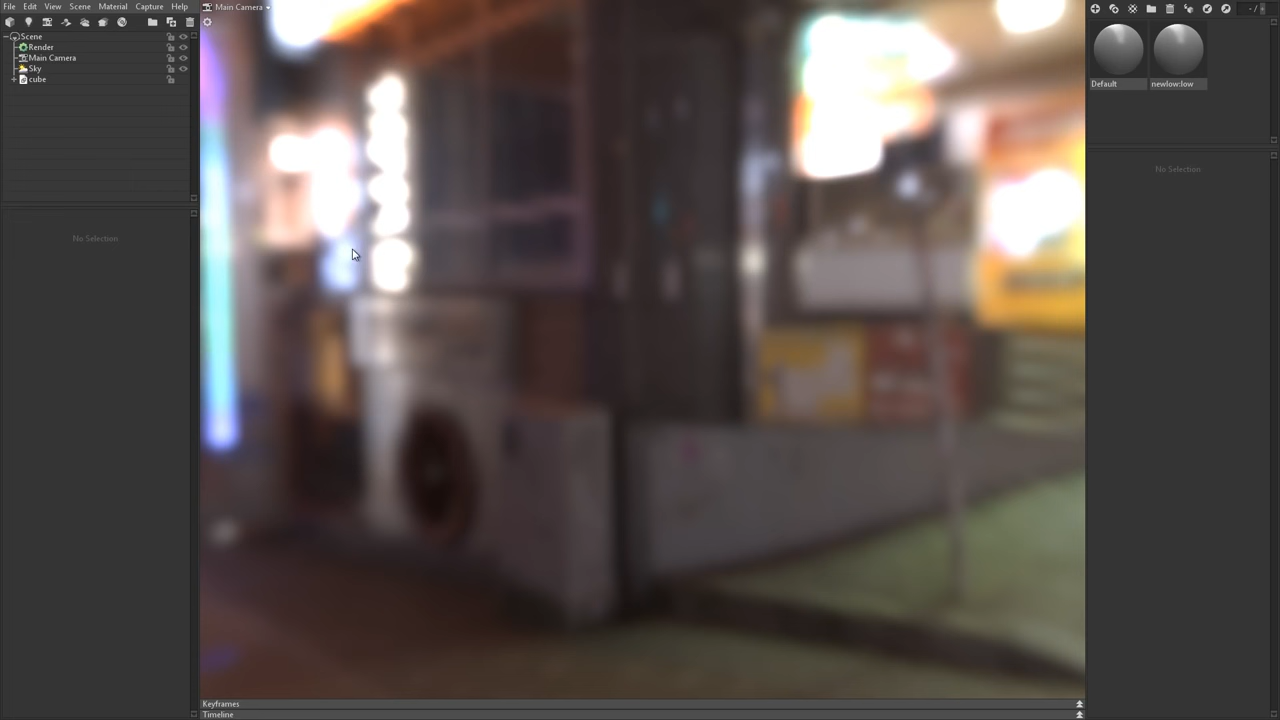 File Edit View Scene Material Capture Help
Main Camera
- /
Scene
Render
Main Camera
Sky
cube
No Selection
Default newlow:low
No Selection
Keyframes
Timeline